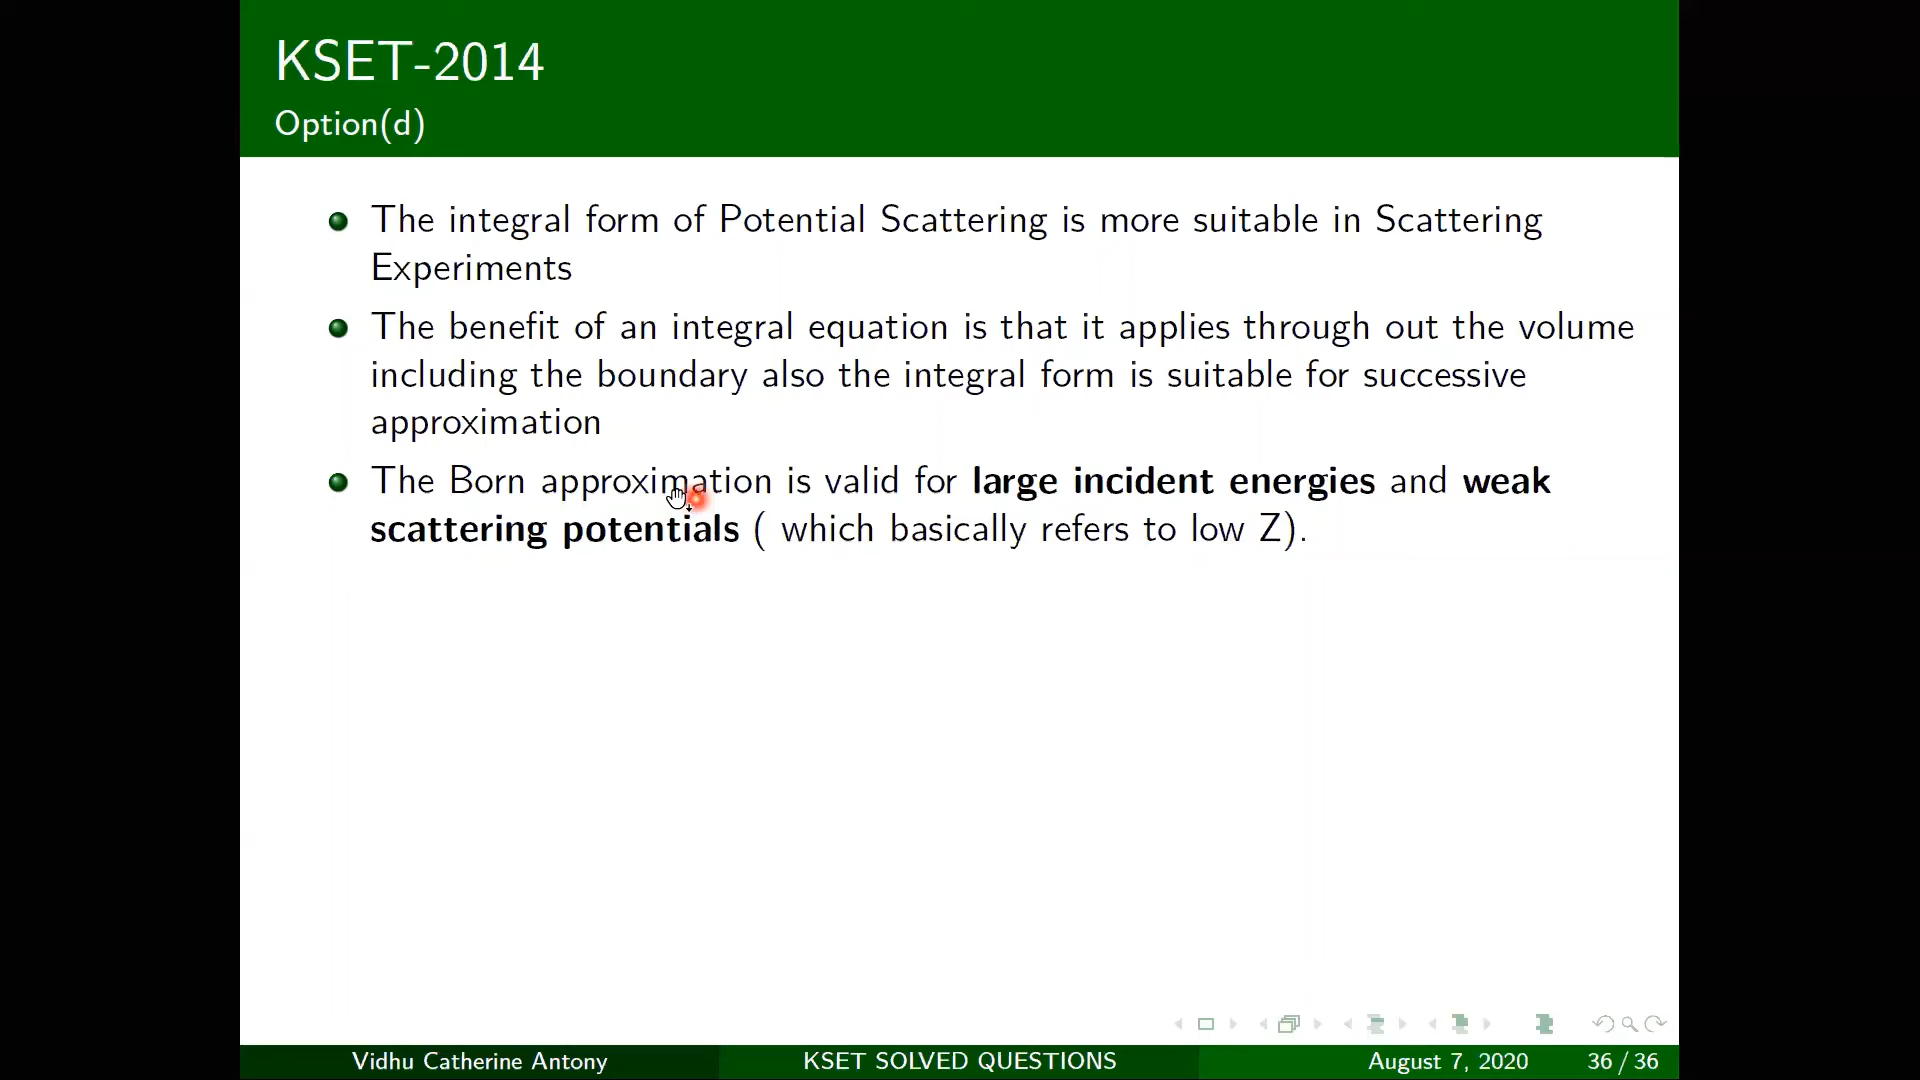 KSET-2014
Option(d)
The integral form of Potential Scattering is more suitable in Scattering
Experiments
The benefit of an integral equation is that it applies through out the volume
including the boundary also the integral form is suitable for successive
approximation
The Born approximation is valid for large incident energies and weak
scattering potentials ( which basically refers to low Z).
Vidhu Catherine Antony
KSET SOLVED QUESTIONS
August 7, 2020
36 / 36